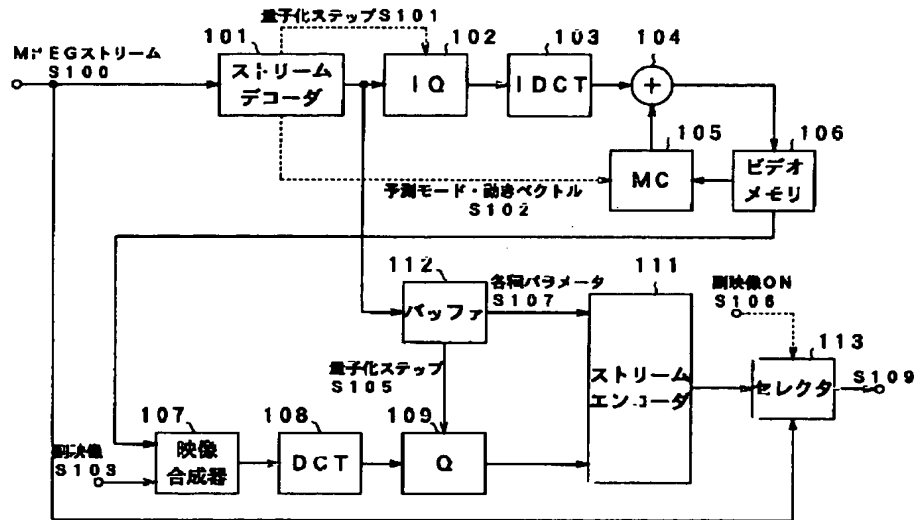 量子化ステップS101
MPEGストリーム
S100
101
ストリーム
デコーダ
102
IQ
103
IDCT
104
+
105
MC
106
ビデオ
メモリ
予測モード・動きベクトル
S102
112
バッファ
各種パラメータ
S107
111
ストリーム
エンコーダ
副映像ON
S106
113
セレクタ
S109
量子化ステップ
S105
107
映像
合成器
副映像
S103
108
DCT
109
Q